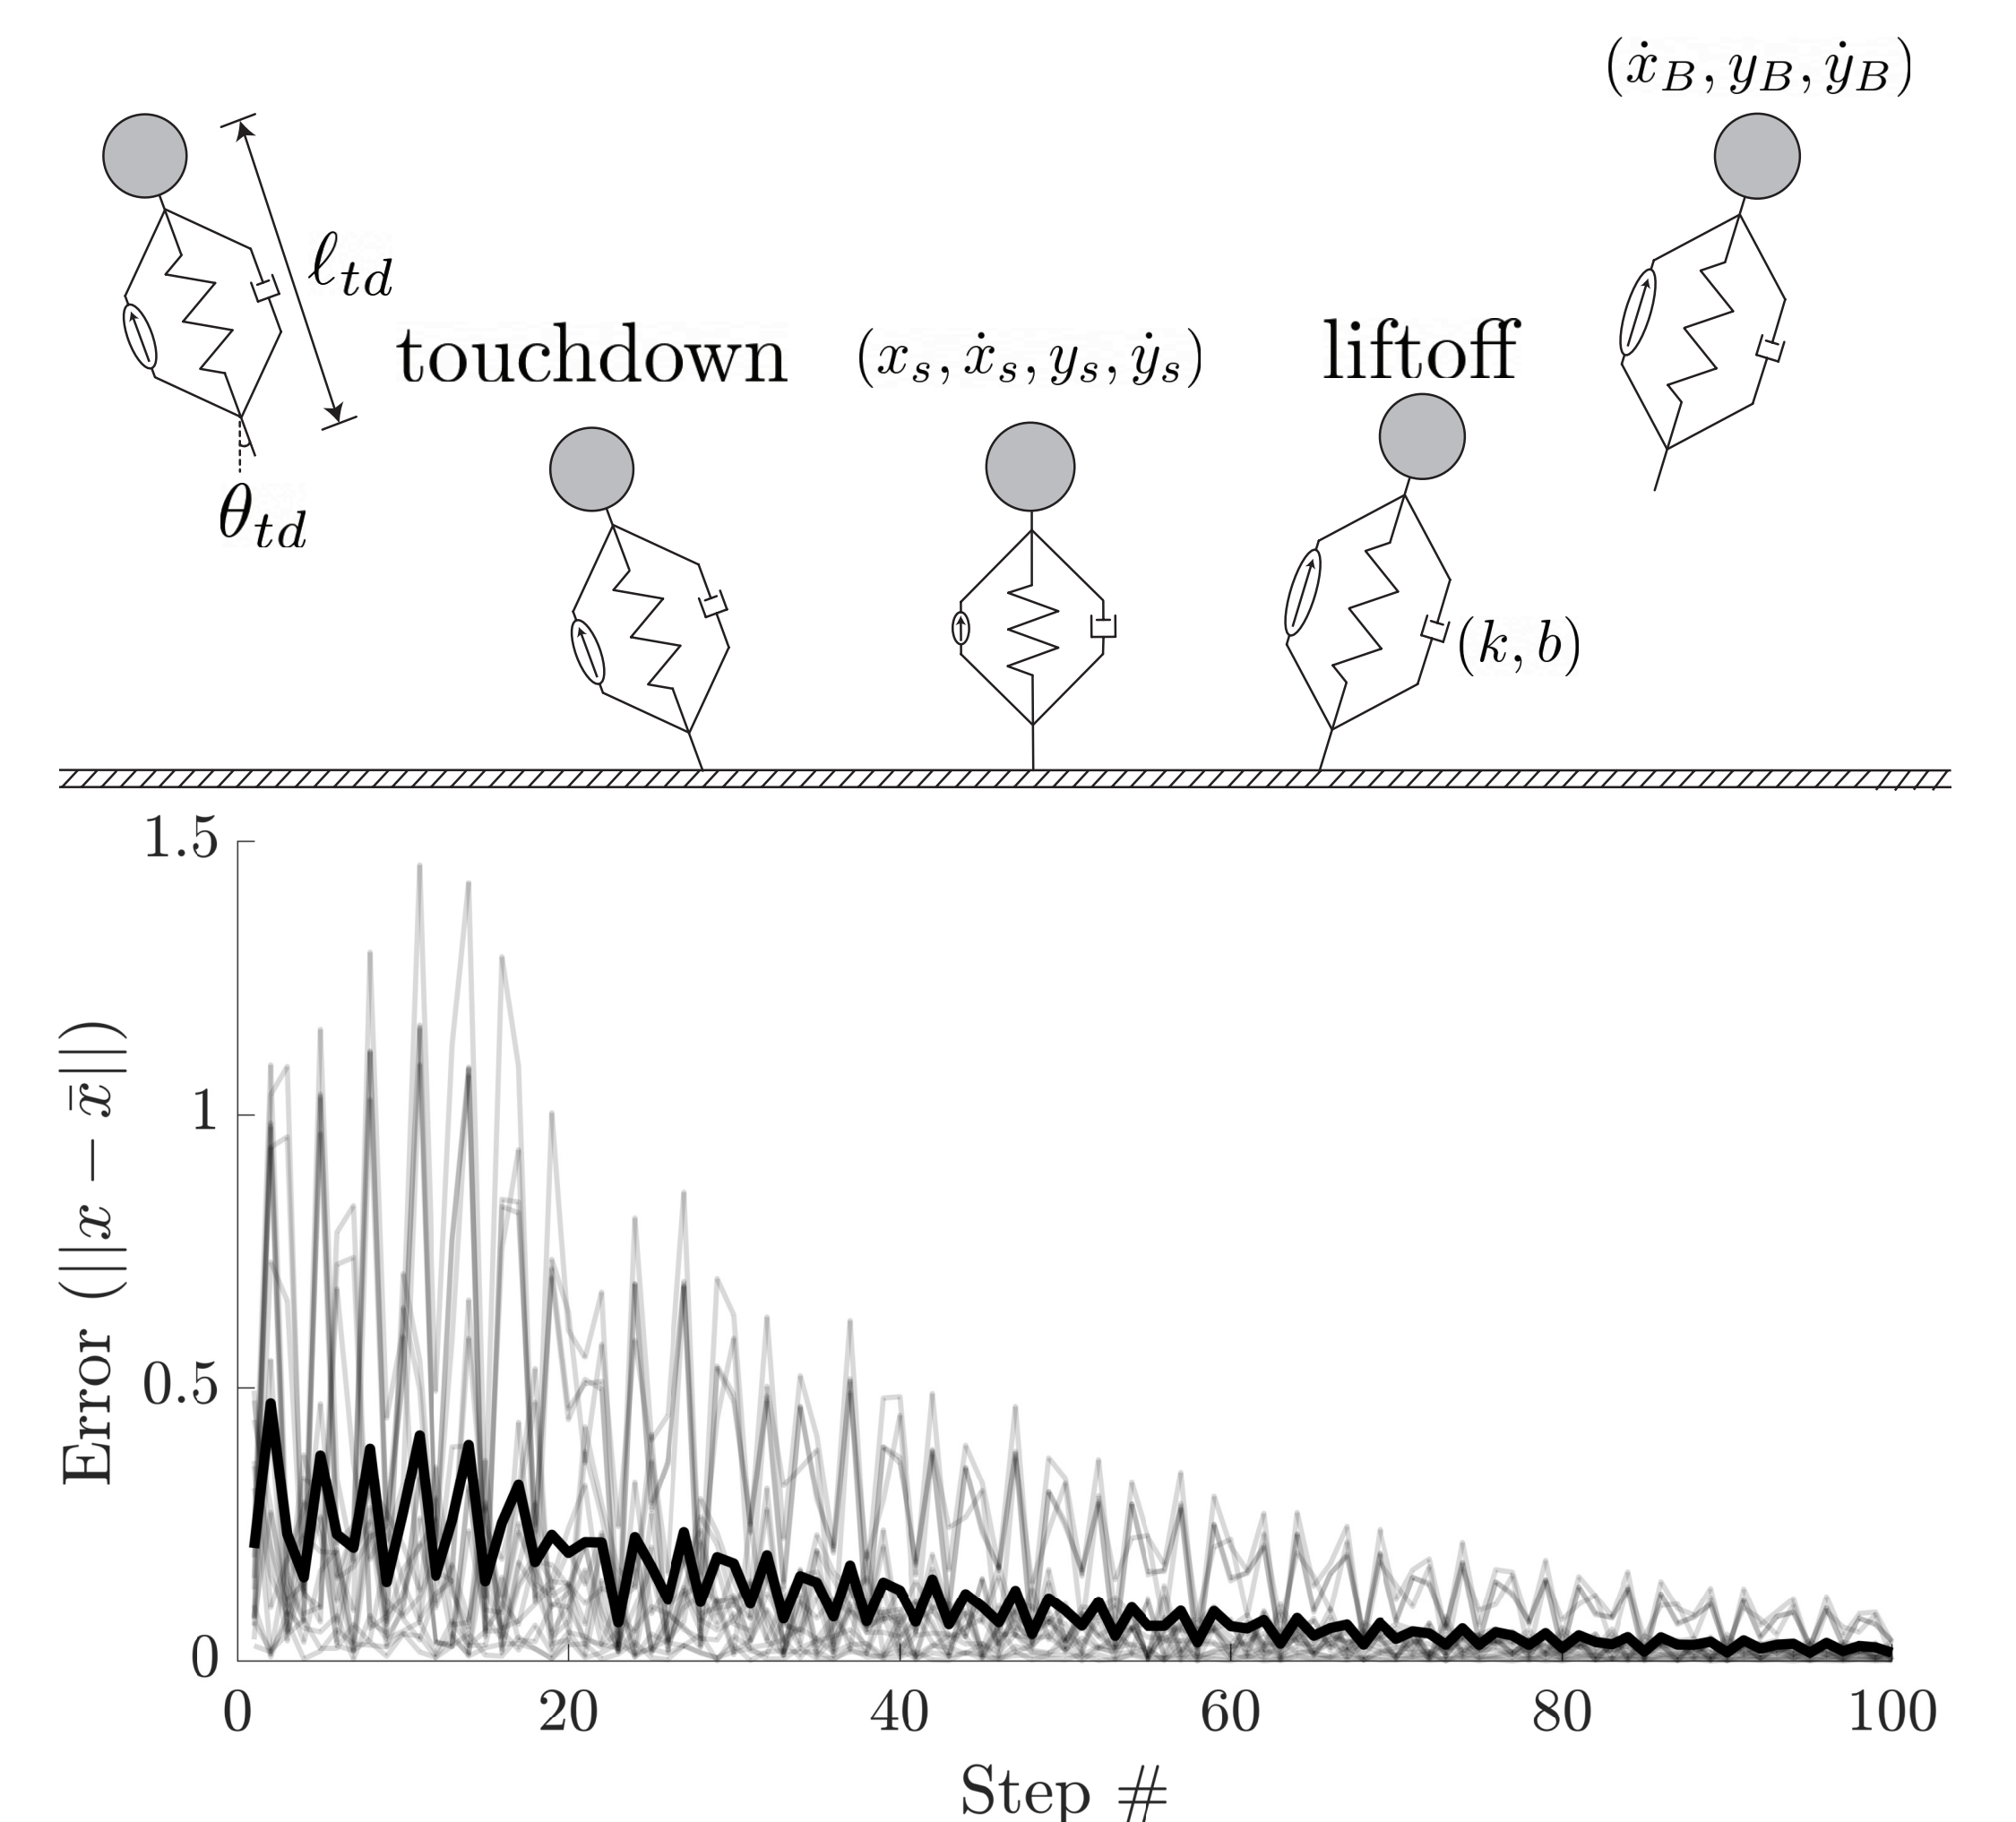 (ẋ_B, y_B, ẏ_B)
ℓ_td
touchdown
(x_s, ẋ_s, y_s, ẏ_s)
liftoff
θ_td
(k, b)
1.5
1
0.5
0
Error (||x − x̄||)
0 20 40 60 80 100
Step #